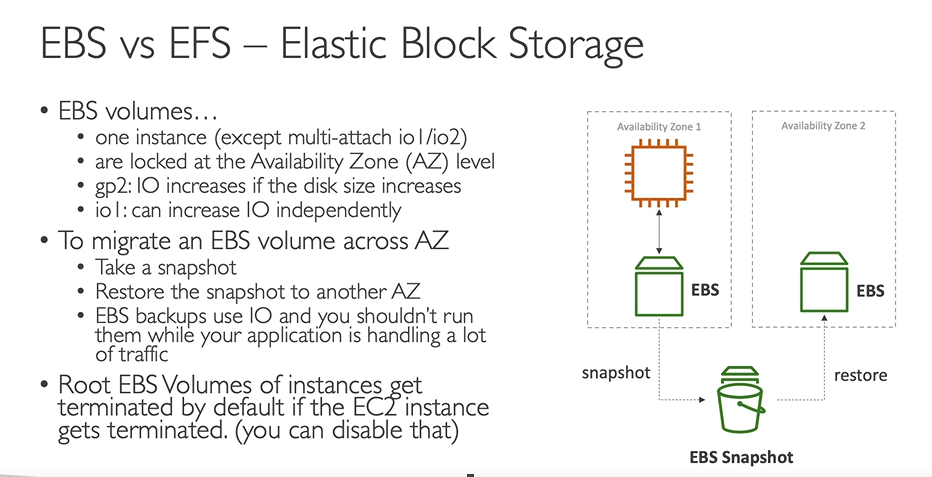 EBS vs EFS – Elastic Block Storage
• EBS volumes…
• one instance (except multi-attach io1/io2)
• are locked at the Availability Zone (AZ) level
• gp2: IO increases if the disk size increases
• io1: can increase IO independently
• To migrate an EBS volume across AZ
• Take a snapshot
• Restore the snapshot to another AZ
• EBS backups use IO and you shouldn't run
them while your application is handling a lot
of traffic
• Root EBS Volumes of instances get
terminated by default if the EC2 instance
gets terminated. (you can disable that)
Availability Zone 1
Availability Zone 2
EBS
EBS
snapshot
restore
EBS Snapshot